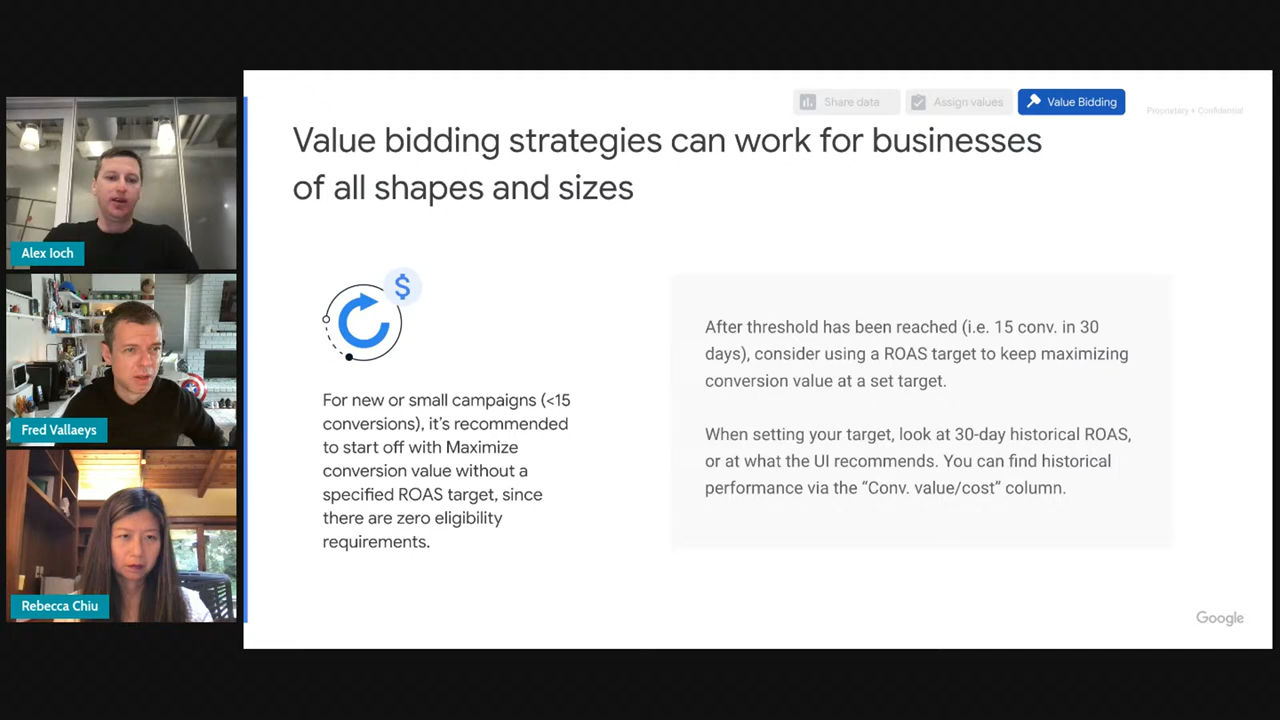 Share data
Assign values
Value Bidding
Proprietary + Confidential
Value bidding strategies can work for businesses
of all shapes and sizes
Alex Ioch
Fred Vallaeys
Rebecca Chiu
$
For new or small campaigns (<15
conversions), it’s recommended
to start off with Maximize
conversion value without a
specified ROAS target, since
there are zero eligibility
requirements.
After threshold has been reached (i.e. 15 conv. in 30
days), consider using a ROAS target to keep maximizing
conversion value at a set target.
When setting your target, look at 30-day historical ROAS,
or at what the UI recommends. You can find historical
performance via the “Conv. value/cost” column.
Google